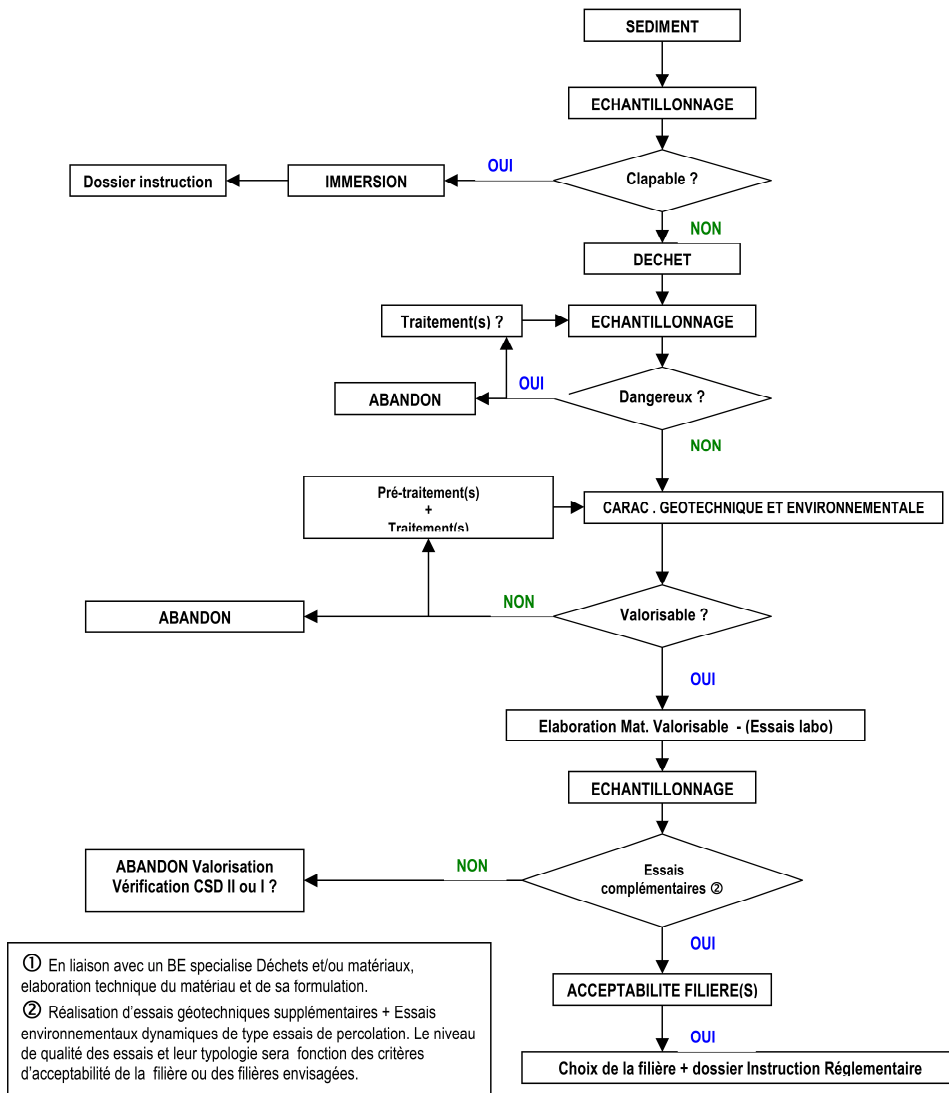 SEDIMENT
ECHANTILLONNAGE
OUI
Clapable ?
Dossier instruction
IMMERSION
NON
DECHET
Traitement(s) ?
ECHANTILLONNAGE
OUI
Dangereux ?
ABANDON
NON
Pré-traitement(s)
+
Traitement(s)
CARAC . GEOTECHNIQUE ET ENVIRONNEMENTALE
NON
Valorisable ?
ABANDON
OUI
Elaboration Mat. Valorisable - (Essais labo)
ECHANTILLONNAGE
ABANDON Valorisation
Vérification CSD II ou I ?
NON
Essais
complémentaires ②
OUI
① En liaison avec un BE specialise Déchets et/ou matériaux,
elaboration technique du matériau et de sa formulation.
② Réalisation d'essais géotechniques supplémentaires + Essais
environnementaux dynamiques de type essais de percolation. Le niveau
de qualité des essais et leur typologie sera fonction des critères
d'acceptabilité de la filière ou des filières envisagées.
ACCEPTABILITE FILIERE(S)
OUI
Choix de la filière + dossier Instruction Réglementaire